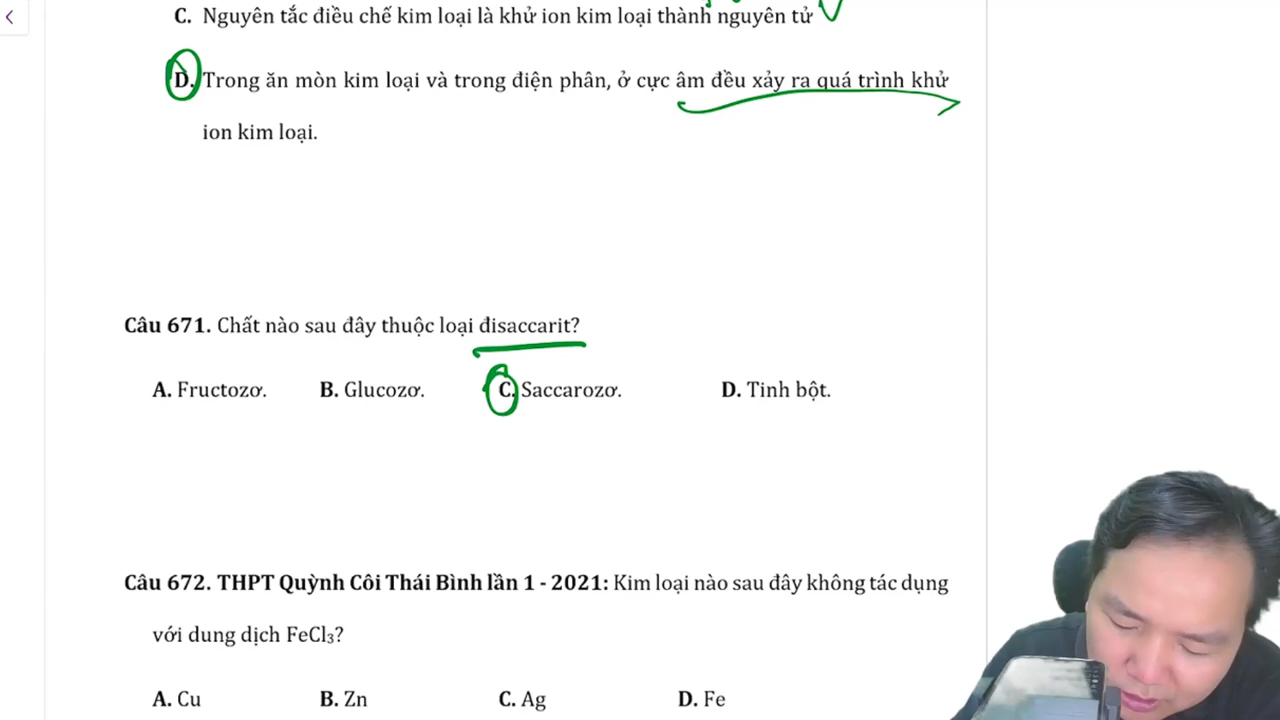 C. Nguyên tắc điều chế kim loại là khử ion kim loại thành nguyên tử
D. Trong ăn mòn kim loại và trong điện phân, ở cực âm đều xảy ra quá trình khử
ion kim loại.
Câu 671. Chất nào sau đây thuộc loại đisaccarit?
A. Fructozơ. B. Glucozơ. C. Saccarozơ. D. Tinh bột.
Câu 672. THPT Quỳnh Côi Thái Bình lần 1 - 2021: Kim loại nào sau đây không tác dụng
với dung dịch FeCl₃?
A. Cu B. Zn C. Ag D. Fe